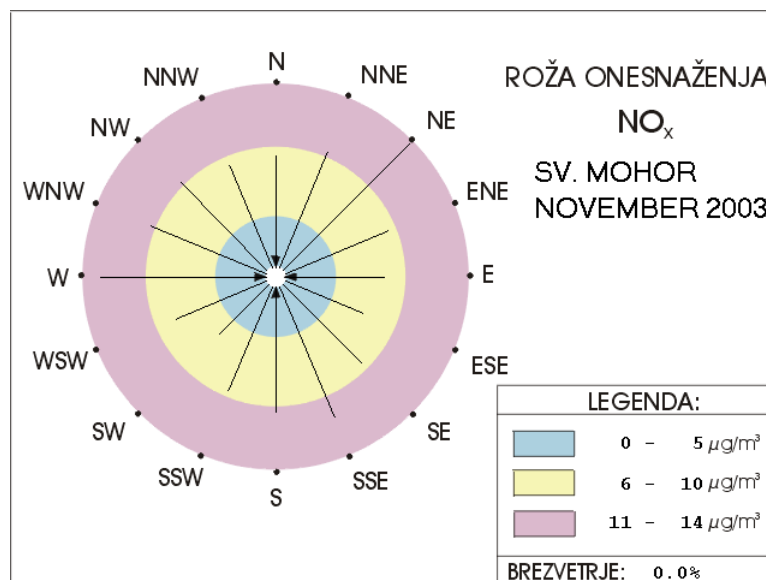 ROŽA ONESNAŽENJA
NOx
SV. MOHOR
NOVEMBER 2003
N
NNE
NE
ENE
E
ESE
SE
SSE
S
SSW
SW
WSW
W
WNW
NW
NNW
LEGENDA:
0 - 5 µg/m³
6 - 10 µg/m³
11 - 14 µg/m³
BREZVETRJE: 0.0%